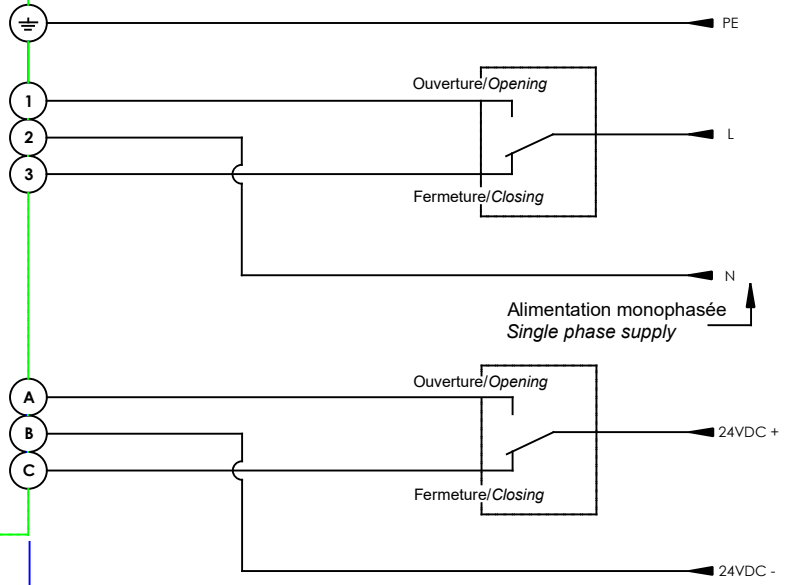 PE
Ouverture/Opening
1
2
L
3
Fermeture/Closing
N
Alimentation monophasée
Single phase supply
Ouverture/Opening
A
B
24VDC +
C
Fermeture/Closing
24VDC -